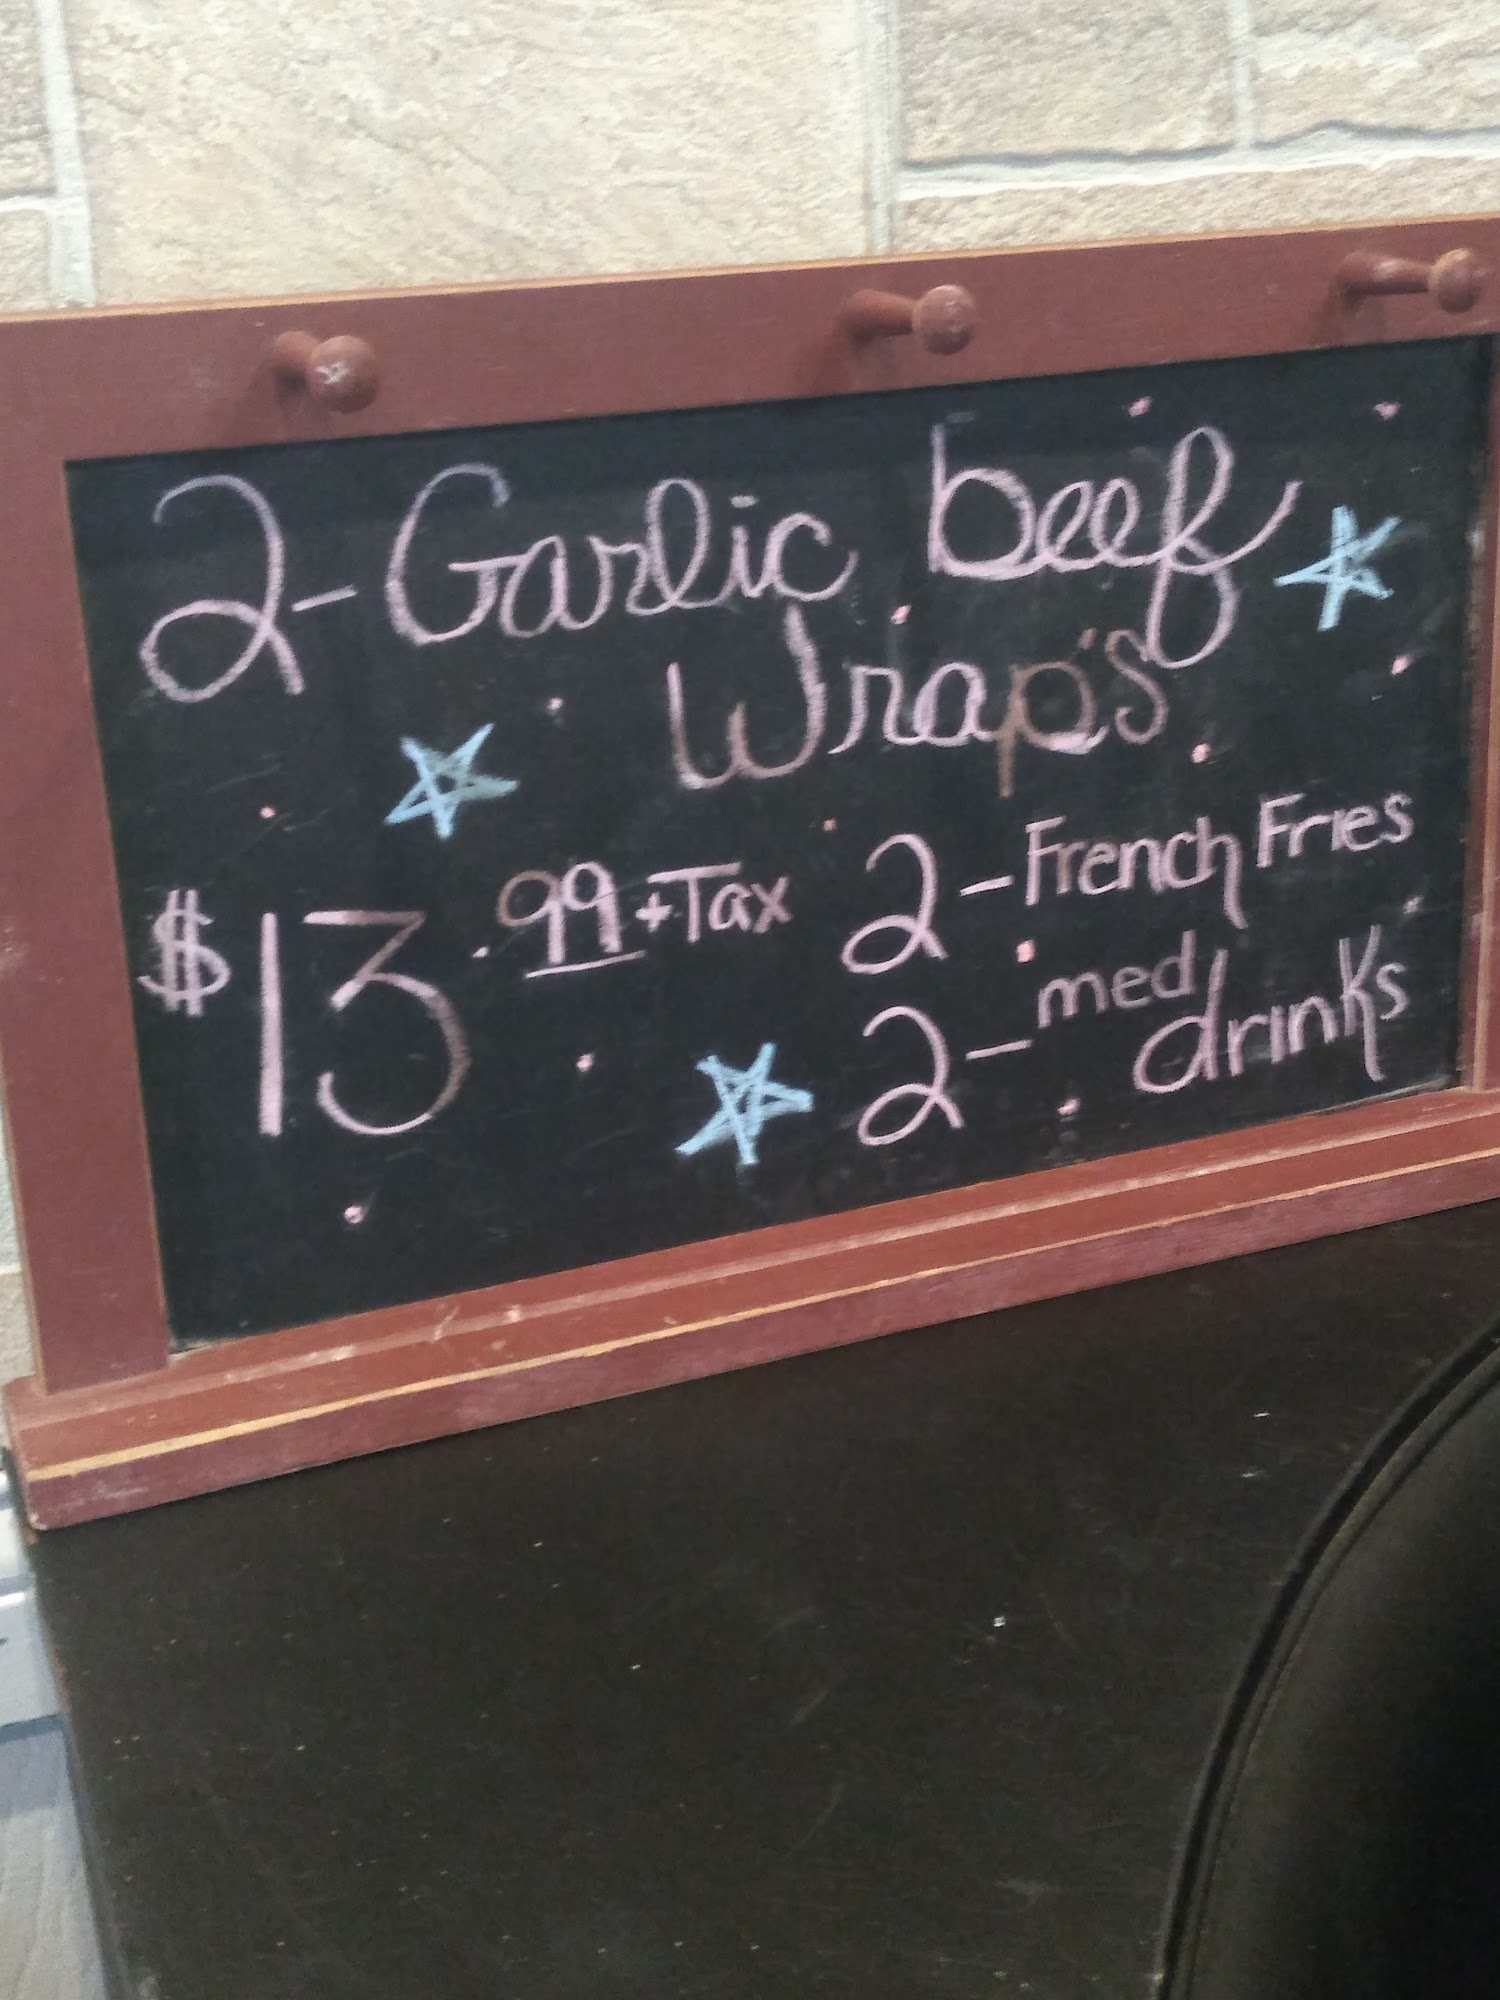 2-Garlic beef
Wrap's
$13.99 +Tax
2-French Fries
2-med drinks